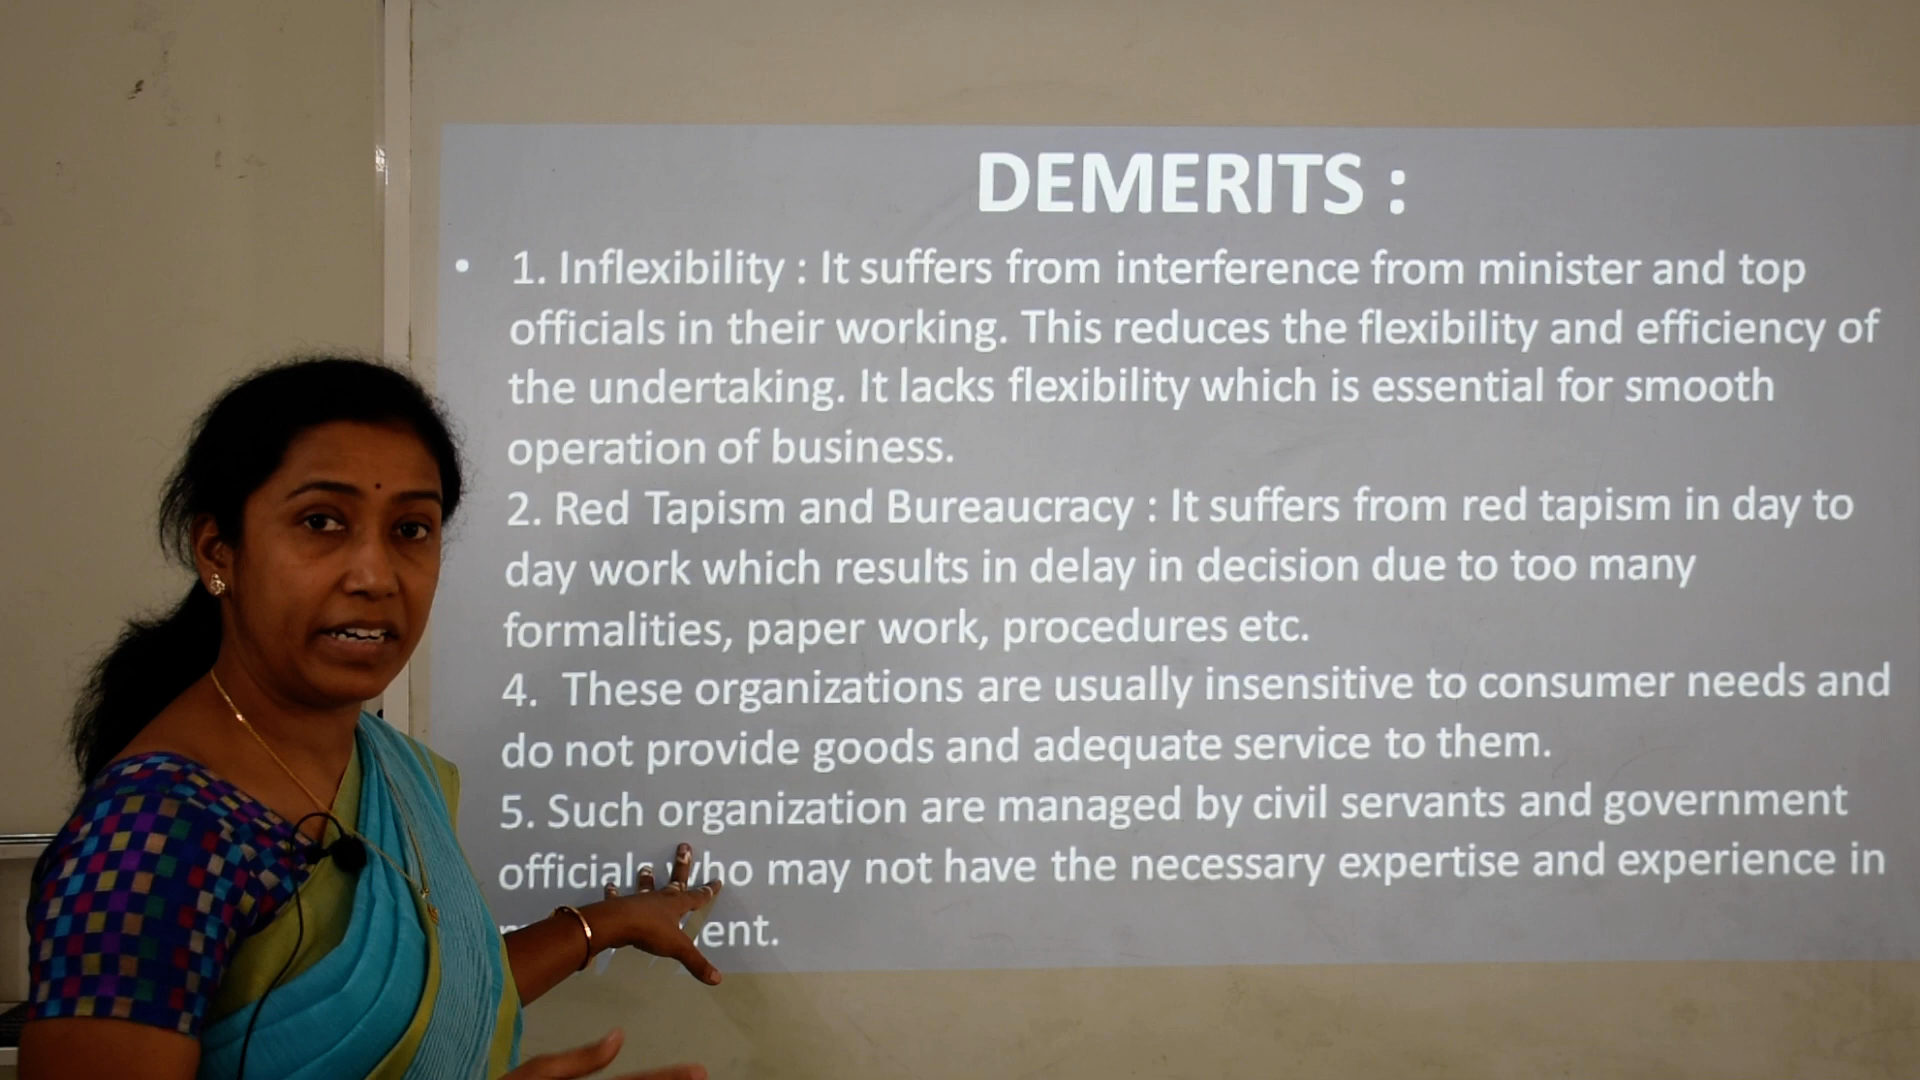 DEMERITS :
• 1. Inflexibility : It suffers from interference from minister and top
officials in their working. This reduces the flexibility and efficiency of
the undertaking. It lacks flexibility which is essential for smooth
operation of business.
2. Red Tapism and Bureaucracy : It suffers from red tapism in day to
day work which results in delay in decision due to too many
formalities, paper work, procedures etc.
4. These organizations are usually insensitive to consumer needs and
do not provide goods and adequate service to them.
5. Such organization are managed by civil servants and government
officials who may not have the necessary expertise and experience in